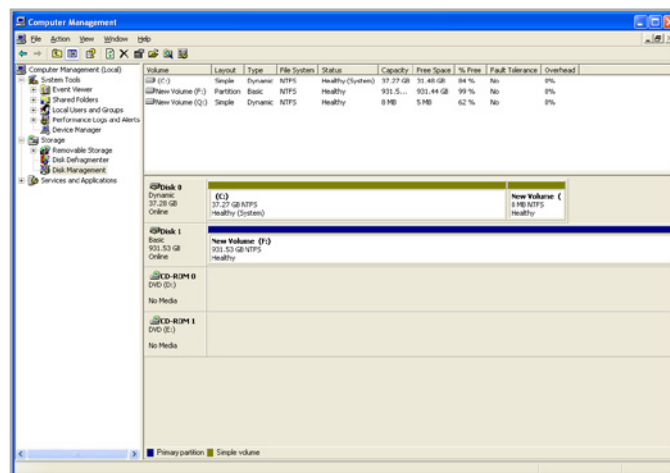 Computer Management
File Action View Window Help
Computer Management (Local)
System Tools
Event Viewer
Shared Folders
Local Users and Groups
Performance Logs and Alerts
Device Manager
Storage
Removable Storage
Disk Defragmenter
Disk Management
Services and Applications
Volume Layout Type File System Status Capacity Free Space % Free Fault Tolerance Overhead
(C:) Simple Dynamic NTFS Healthy (System) 37.27 GB 31.48 GB 84 % No 0%
New Volume (F:) Partition Basic NTFS Healthy 931.5... 931.44 GB 99 % No 0%
New Volume (Q:) Simple Dynamic NTFS Healthy 8 MB 5 MB 62 % No 0%
Disk 0
Dynamic
37.28 GB
Online
(C:)
37.27 GB NTFS
Healthy (System)
New Volume (
8 MB NTFS
Healthy
Disk 1
Basic
931.53 GB
Online
New Volume (F:)
931.53 GB NTFS
Healthy
CD-ROM 0
DVD (D:)
No Media
CD-ROM 1
DVD (E:)
No Media
Primary partition Simple volume